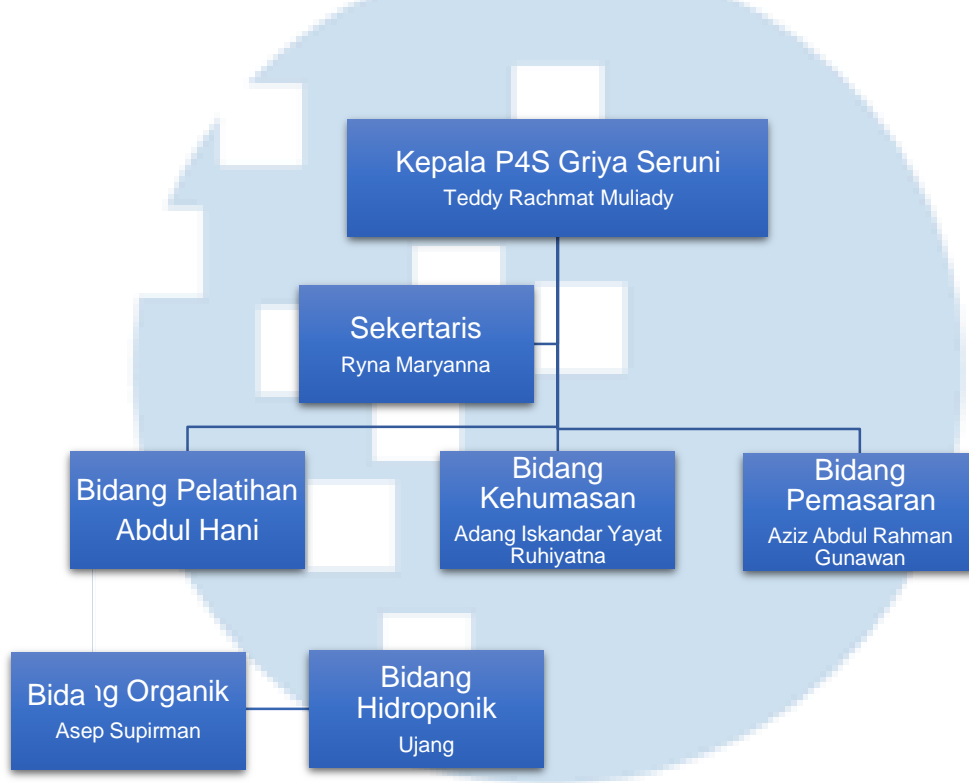 Kepala P4S Griya Seruni
Teddy Rachmat Muliady
Sekertaris
Ryna Maryanna
Bidang Pelatihan
Abdul Hani
Bidang
Kehumasan
Adang Iskandar Yayat
Ruhiyatna
Bidang
Pemasaran
Aziz Abdul Rahman
Gunawan
Bidang Organik
Asep Supirman
Bidang
Hidroponik
Ujang